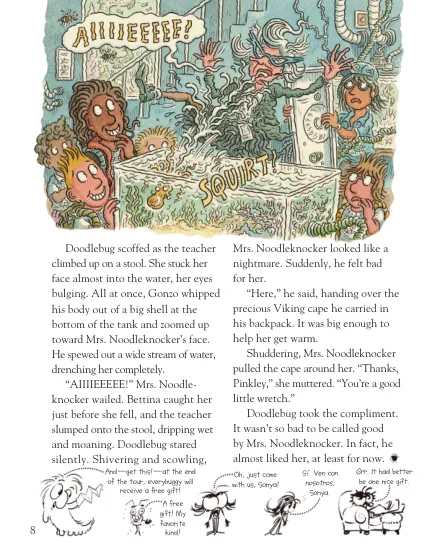 AIIIIEEEEE!
SQUIRT!
Doodlebug scoffed as the teacher
climbed up on a stool. She stuck her
face almost into the water, her eyes
bulging. All at once, Gonzo whipped
his body out of a big shell at the
bottom of the tank and zoomed up
toward Mrs. Noodleknocker's face.
He spewed out a wide stream of water,
drenching her completely.
"AIIIIEEEEE!" Mrs. Noodle-
knocker wailed. Bettina caught her
just before she fell, and the teacher
slumped onto the stool, dripping wet
and moaning. Doodlebug stared
silently. Shivering and scowling,
Mrs. Noodleknocker looked like a
nightmare. Suddenly, he felt bad
for her.
"Here," he said, handing over the
precious Viking cape he carried in
his backpack. It was big enough to
help her get warm.
Shuddering, Mrs. Noodleknocker
pulled the cape around her. "Thanks,
Pinkley," she muttered. "You're a good
little wretch."
Doodlebug took the compliment.
It wasn't so bad to be called good
by Mrs. Noodleknocker. In fact, he
almost liked her, at least for now.
And—get this!—at the end
of the tour, everybuggy will
receive a free gift!
A free
gift! My
favorite
kind!
Oh, just come
with us, Sonya!
Sí. Ven con
nosotros,
Sonya.
Grr. It had better
be one nice gift.
8